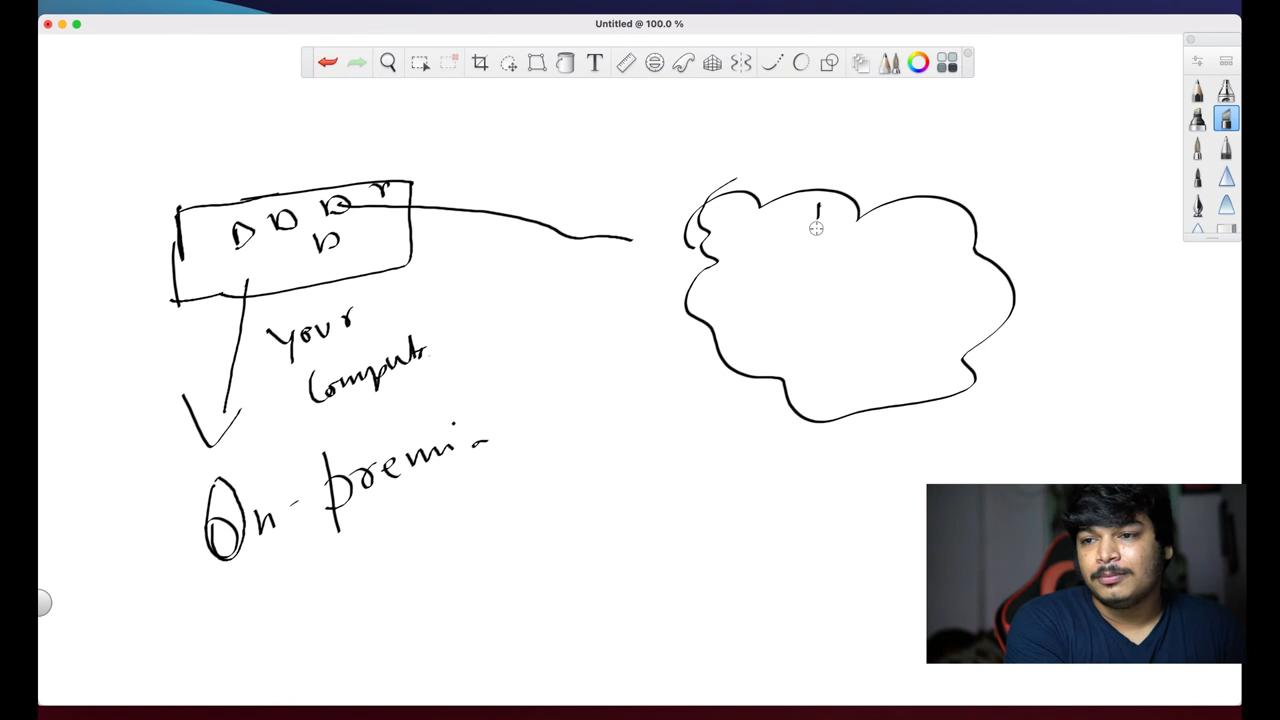 Untitled @ 100.0 %
T
D D D r
D
Your
Comput
On-premi